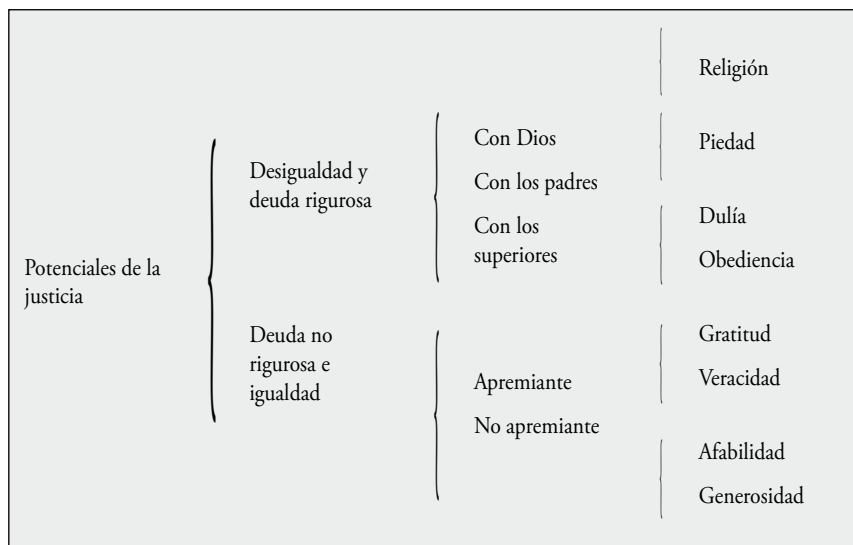 Potenciales de la
justicia
Desigualdad y
deuda rigurosa
Deuda no
rigurosa e
igualdad
Con Dios
Con los padres
Con los
superiores
Apremiante
No apremiante
Religión
Piedad
Dulía
Obediencia
Gratitud
Veracidad
Afabilidad
Generosidad